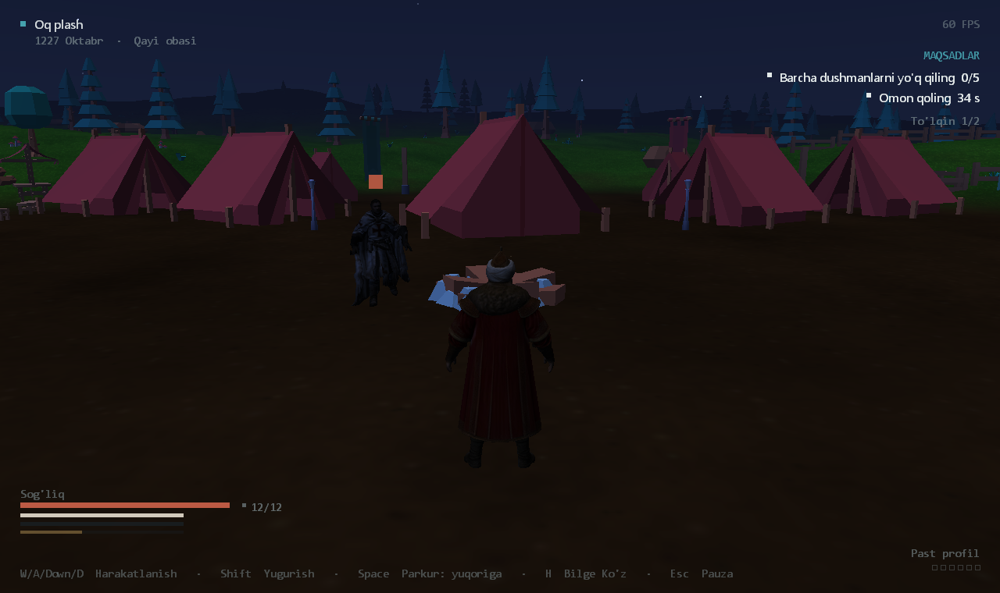 Oq plash
1227 Oktabr · Qayi obasi
60 FPS
MAQSADLAR
Barcha dushmanlarni yo'q qiling 0/5
Omon qoling 34 s
To'lqin 1/2
Sog'liq
12/12
Past profil
W/A/Down/D Harakatlanish · Shift Yugurish · Space Parkur: yuqoriga · H Bilge Ko'z · Esc Pauza